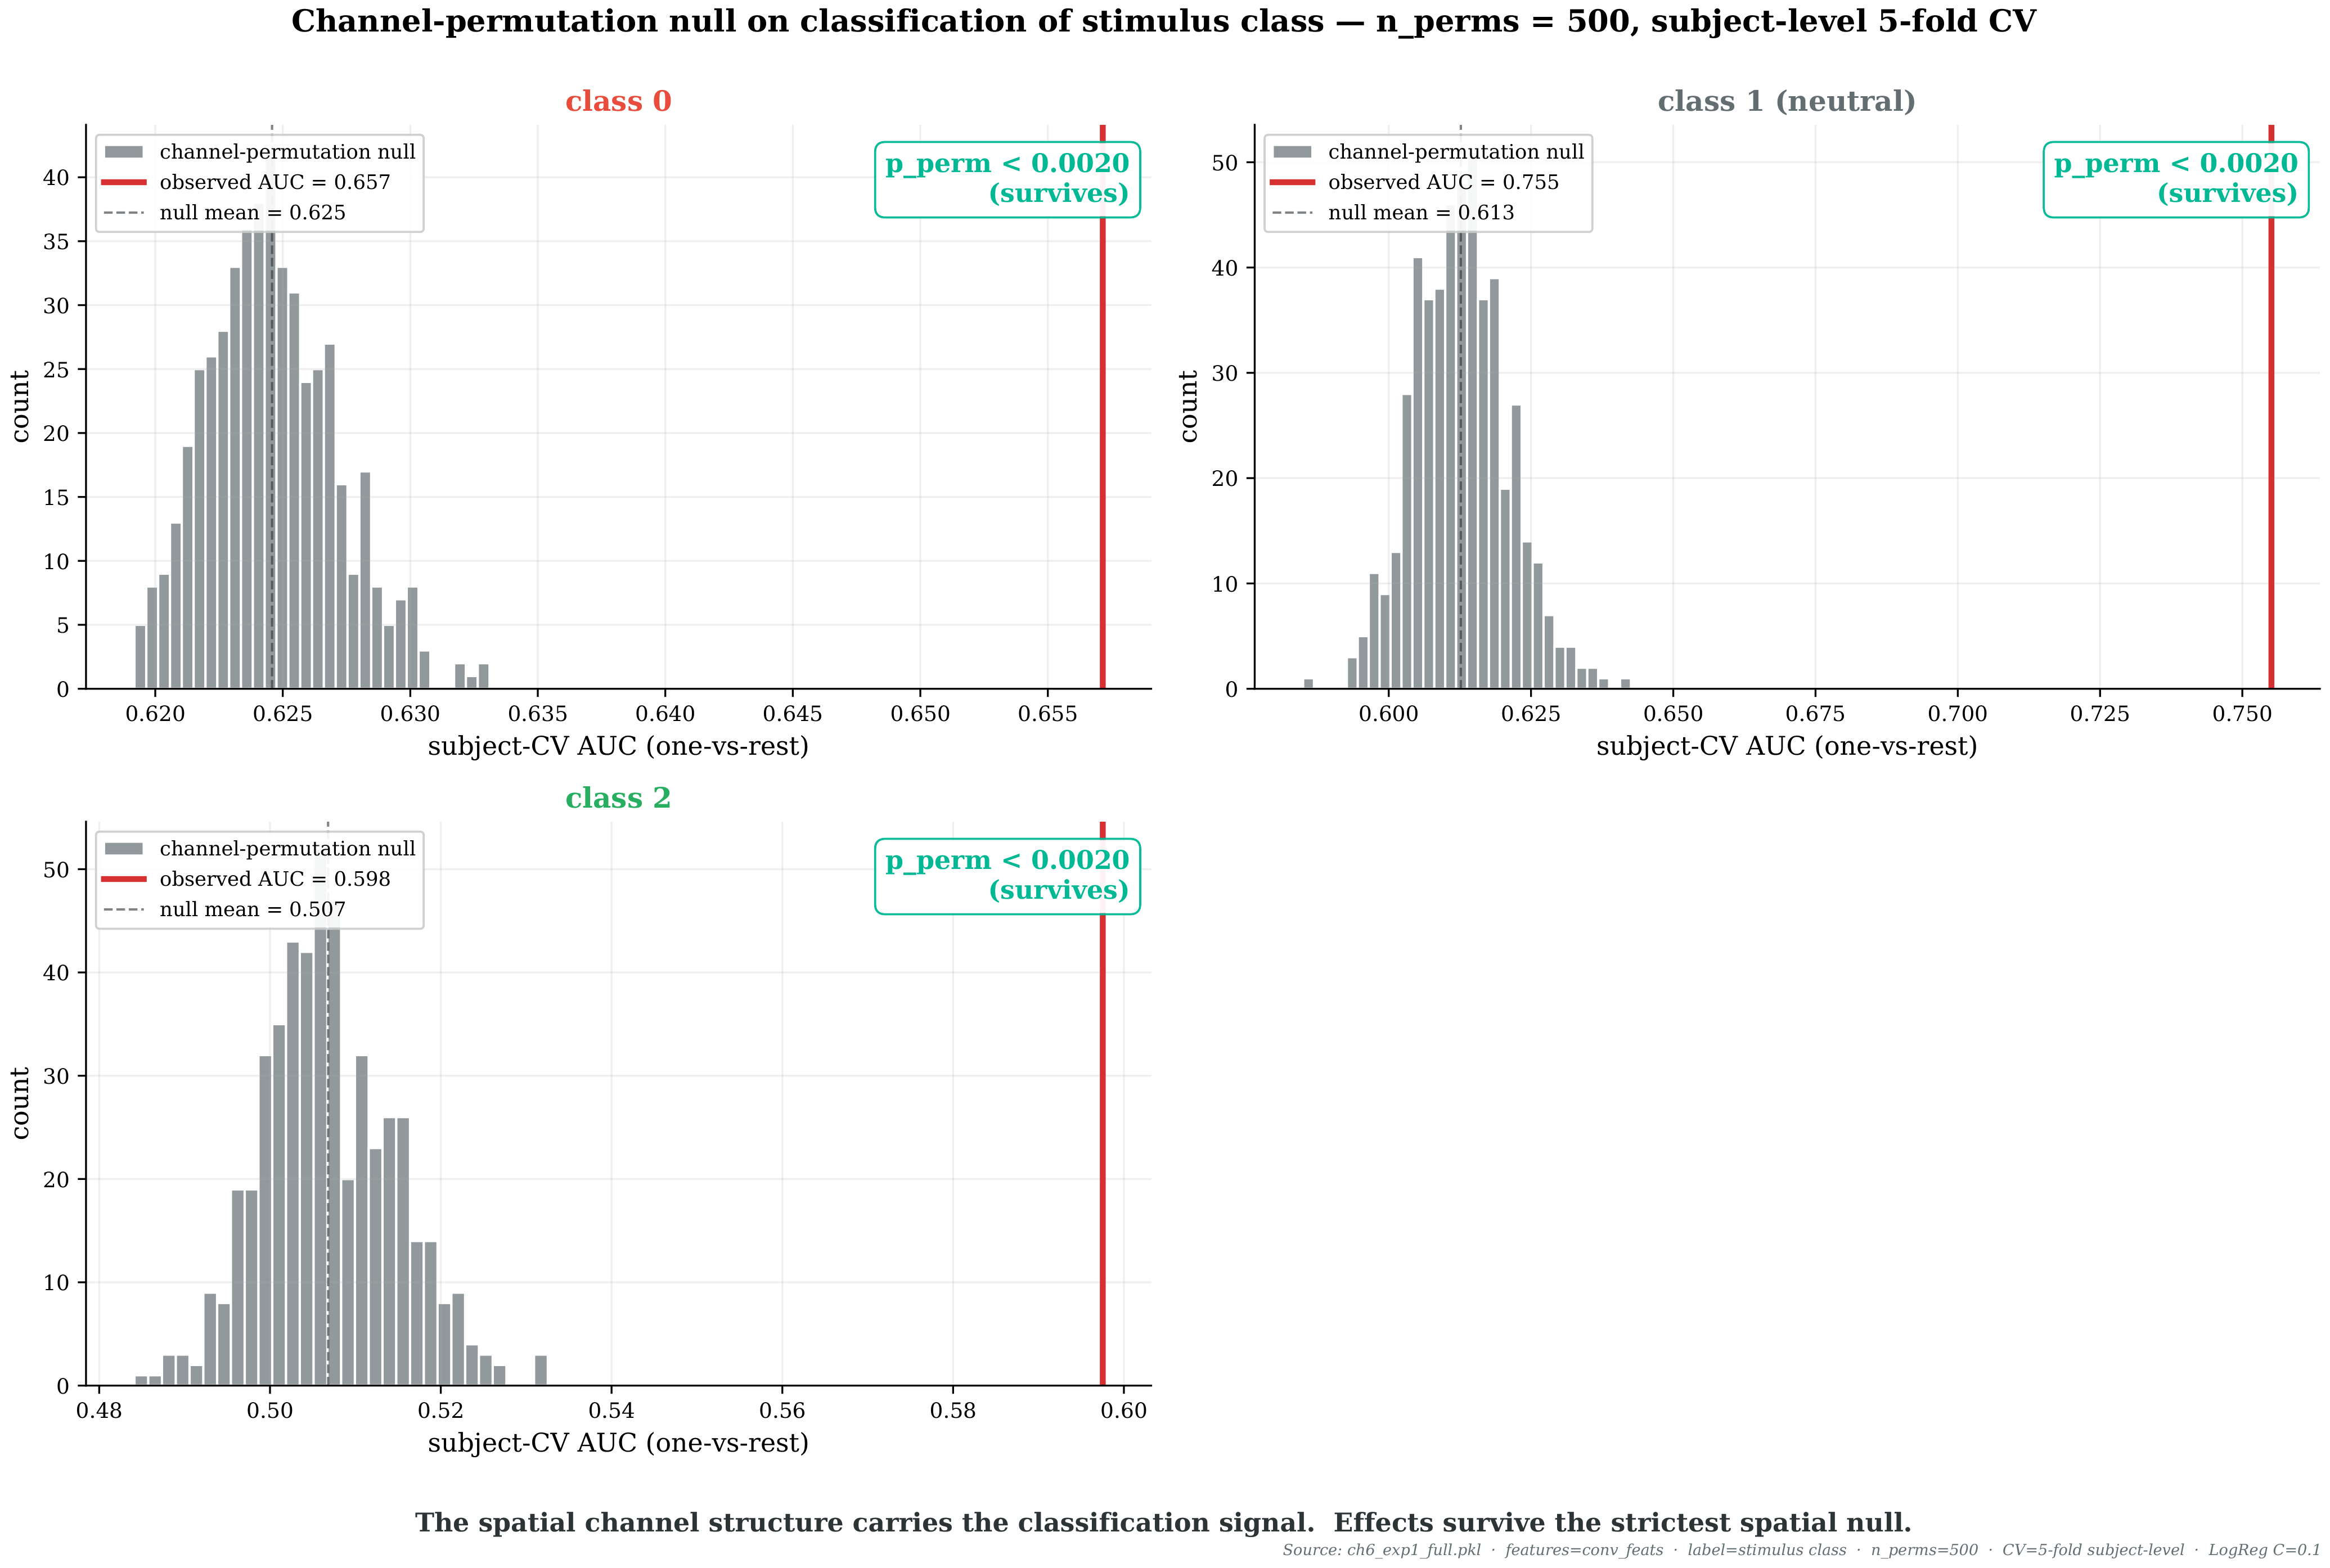 Channel-permutation null on classification of stimulus class — n_perms = 500, subject-level 5-fold CV
class 0
channel-permutation null
observed AUC = 0.657
null mean = 0.625
p_perm < 0.0020
(survives)
count
40
35
30
25
20
15
10
5
0
0.620 0.625 0.630 0.635 0.640 0.645 0.650 0.655
subject-CV AUC (one-vs-rest)
class 1 (neutral)
channel-permutation null
observed AUC = 0.755
null mean = 0.613
p_perm < 0.0020
(survives)
count
50
40
30
20
10
0
0.600 0.625 0.650 0.675 0.700 0.725 0.750
subject-CV AUC (one-vs-rest)
class 2
channel-permutation null
observed AUC = 0.598
null mean = 0.507
p_perm < 0.0020
(survives)
count
50
40
30
20
10
0
0.48 0.50 0.52 0.54 0.56 0.58 0.60
subject-CV AUC (one-vs-rest)
The spatial channel structure carries the classification signal. Effects survive the strictest spatial null.
Source: ch6_exp1_full.pkl · features=conv_feats · label=stimulus class · n_perms=500 · CV=5-fold subject-level · LogReg C=0.1